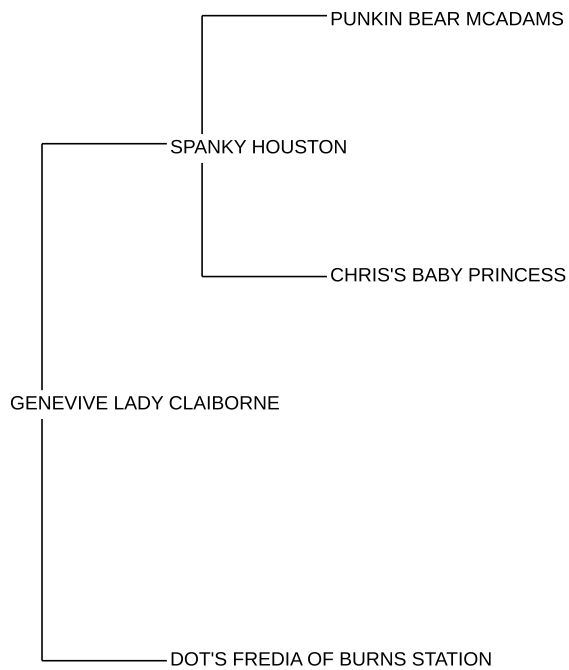 PUNKIN BEAR MCADAMS
SPANKY HOUSTON
CHRIS'S BABY PRINCESS
GENEVIVE LADY CLAIBORNE
DOT'S FREDIA OF BURNS STATION